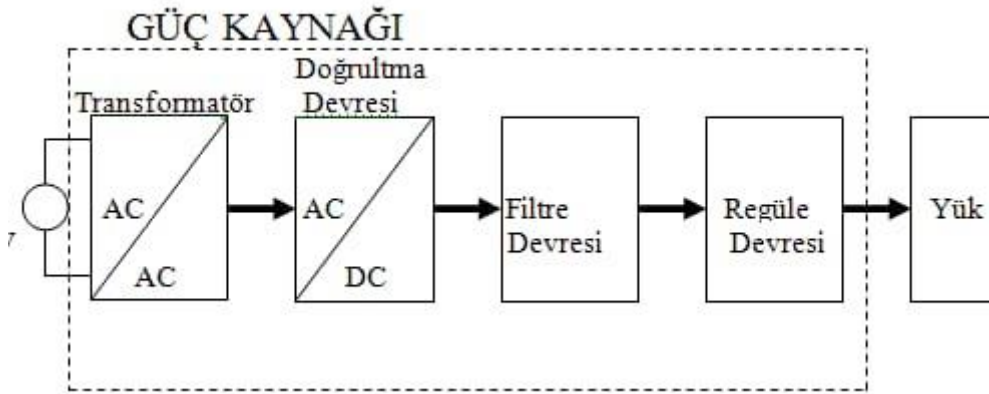 GÜÇ KAYNAĞI
Transformatör
Doğrultma
Devresi
AC
AC
AC
DC
Filtre
Devresi
Regüle
Devresi
Yük